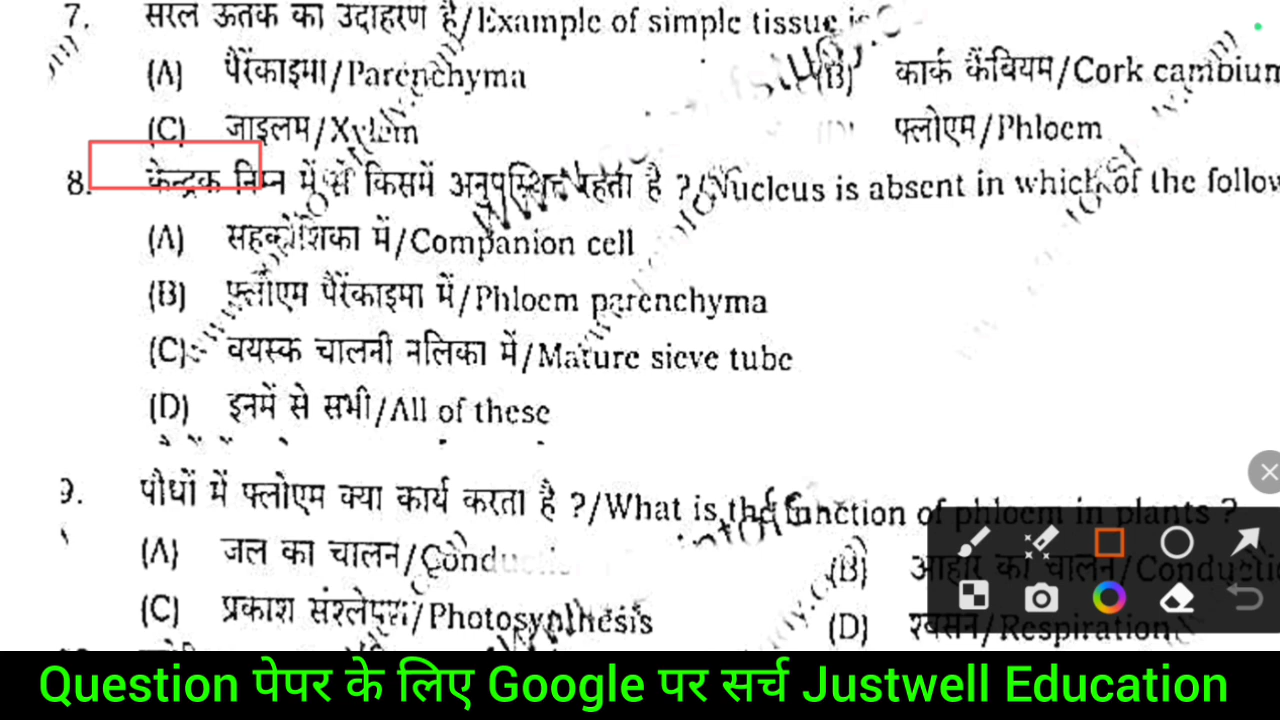 7. सरल ऊतक का उदाहरण है/Example of simple tissue is
(A) पैरेंकाइमा/Parenchyma (B) कार्क कैंबियम/Cork cambium
(C) जाइलम/Xylem (D) फ्लोएम/Phloem
8. केन्द्रक निम्न में से किसमें अनुपस्थित रहता है ?/Nucleus is absent in which of the follow
(A) सहकोशिका में/Companion cell
(B) फ्लोएम पैरेंकाइमा में/Phloem parenchyma
(C) वयस्क चालनी नलिका में/Mature sieve tube
(D) इनमें से सभी/All of these
9. पौधों में फ्लोएम क्या कार्य करता है ?/What is the function of phloem in plants ?
(A) जल का चालन/ (B) आहार का चालन/
(C) प्रकाश संश्लेषण/Photosynthesis (D) श्वसन/Respiration
Question पेपर के लिए Google पर सर्च Justwell Education